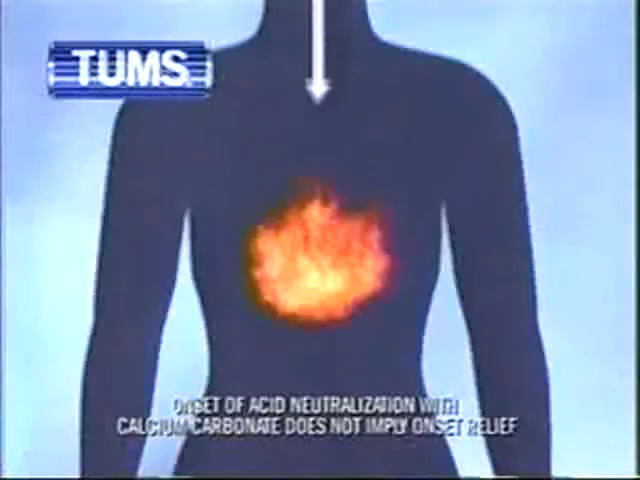 TUMS
ONSET OF ACID NEUTRALIZATION WITH
CALCIUM CARBONATE DOES NOT IMPLY ONSET RELIEF